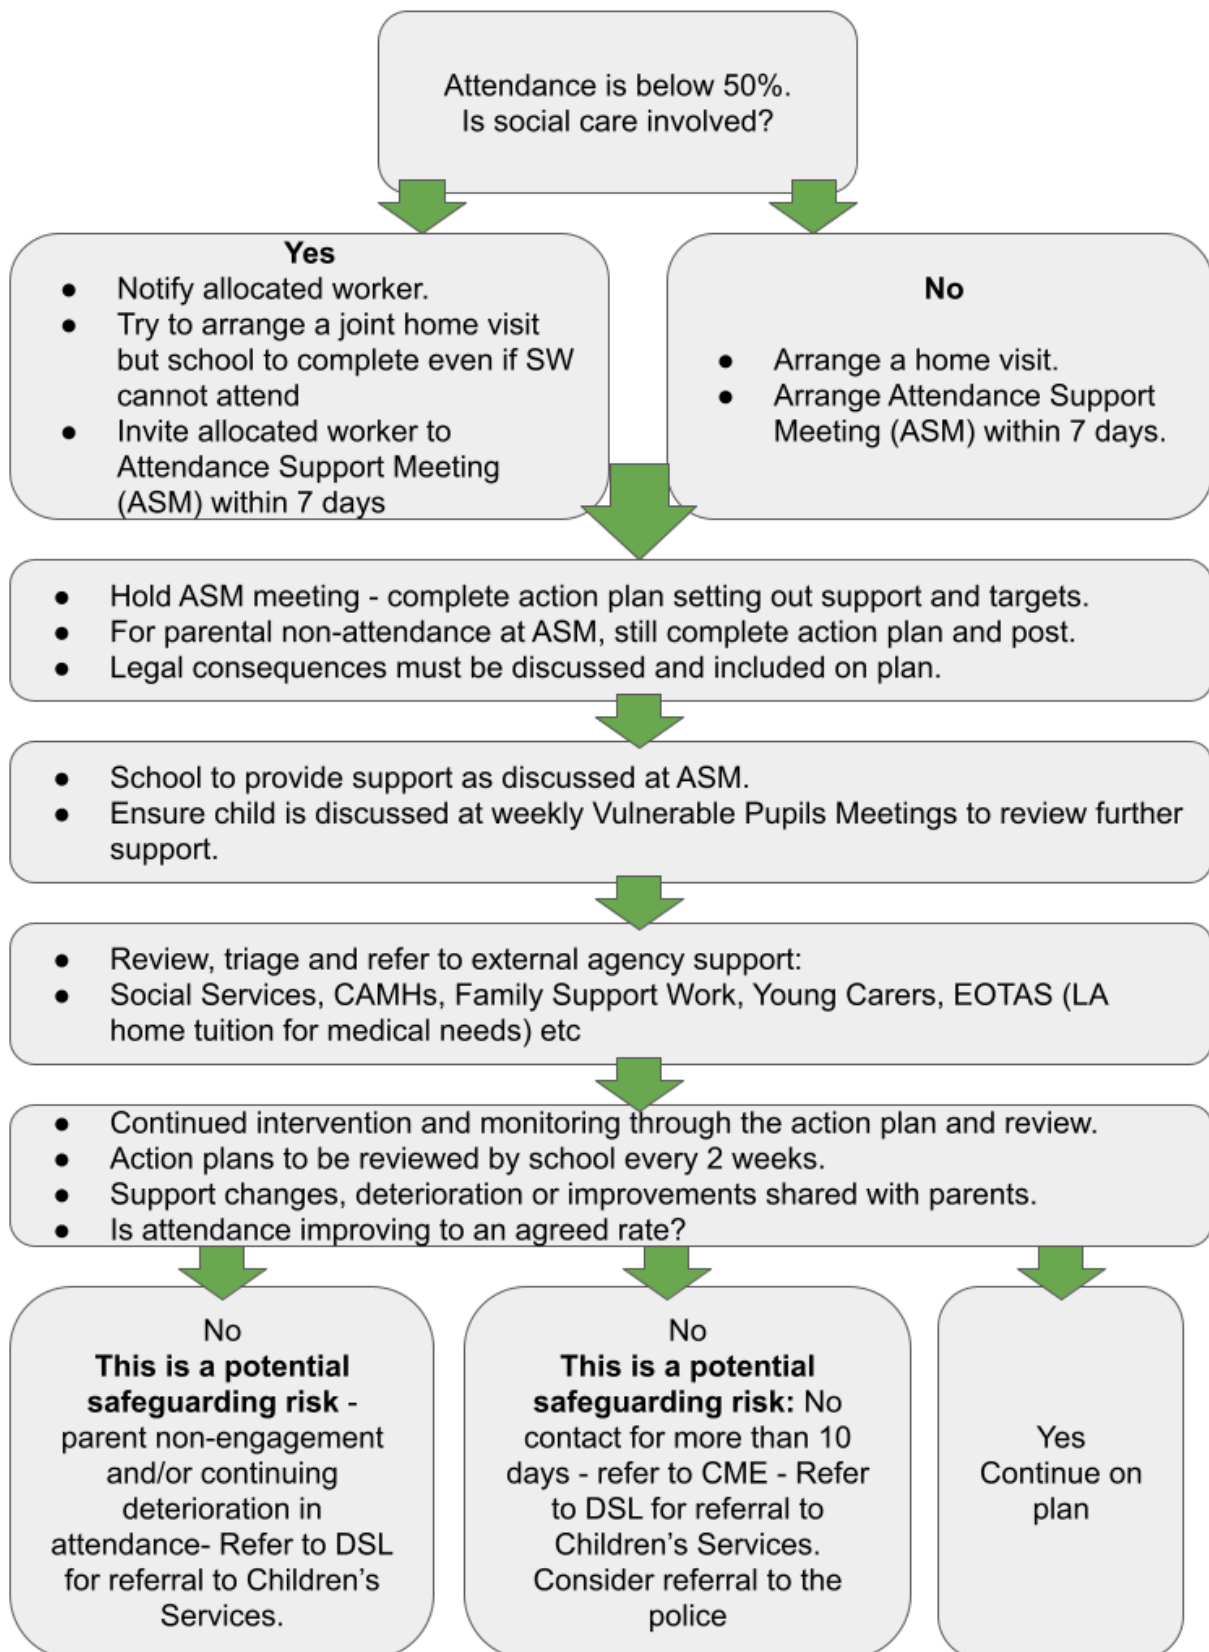 Attendance is below 50%.
Is social care involved?
Yes
● Notify allocated worker.
● Try to arrange a joint home visit
but school to complete even if SW
cannot attend
● Invite allocated worker to
Attendance Support Meeting
(ASM) within 7 days
No
● Arrange a home visit.
● Arrange Attendance Support
Meeting (ASM) within 7 days.
● Hold ASM meeting - complete action plan setting out support and targets.
● For parental non-attendance at ASM, still complete action plan and post.
● Legal consequences must be discussed and included on plan.
● School to provide support as discussed at ASM.
● Ensure child is discussed at weekly Vulnerable Pupils Meetings to review further
support.
● Review, triage and refer to external agency support:
● Social Services, CAMHs, Family Support Work, Young Carers, EOTAS (LA
home tuition for medical needs) etc
● Continued intervention and monitoring through the action plan and review.
● Action plans to be reviewed by school every 2 weeks.
● Support changes, deterioration or improvements shared with parents.
● Is attendance improving to an agreed rate?
No
This is a potential
safeguarding risk -
parent non-engagement
and/or continuing
deterioration in
attendance- Refer to DSL
for referral to Children's
Services.
No
This is a potential
safeguarding risk: No
contact for more than 10
days - refer to CME - Refer
to DSL for referral to
Children's Services.
Consider referral to the
police
Yes
Continue on
plan